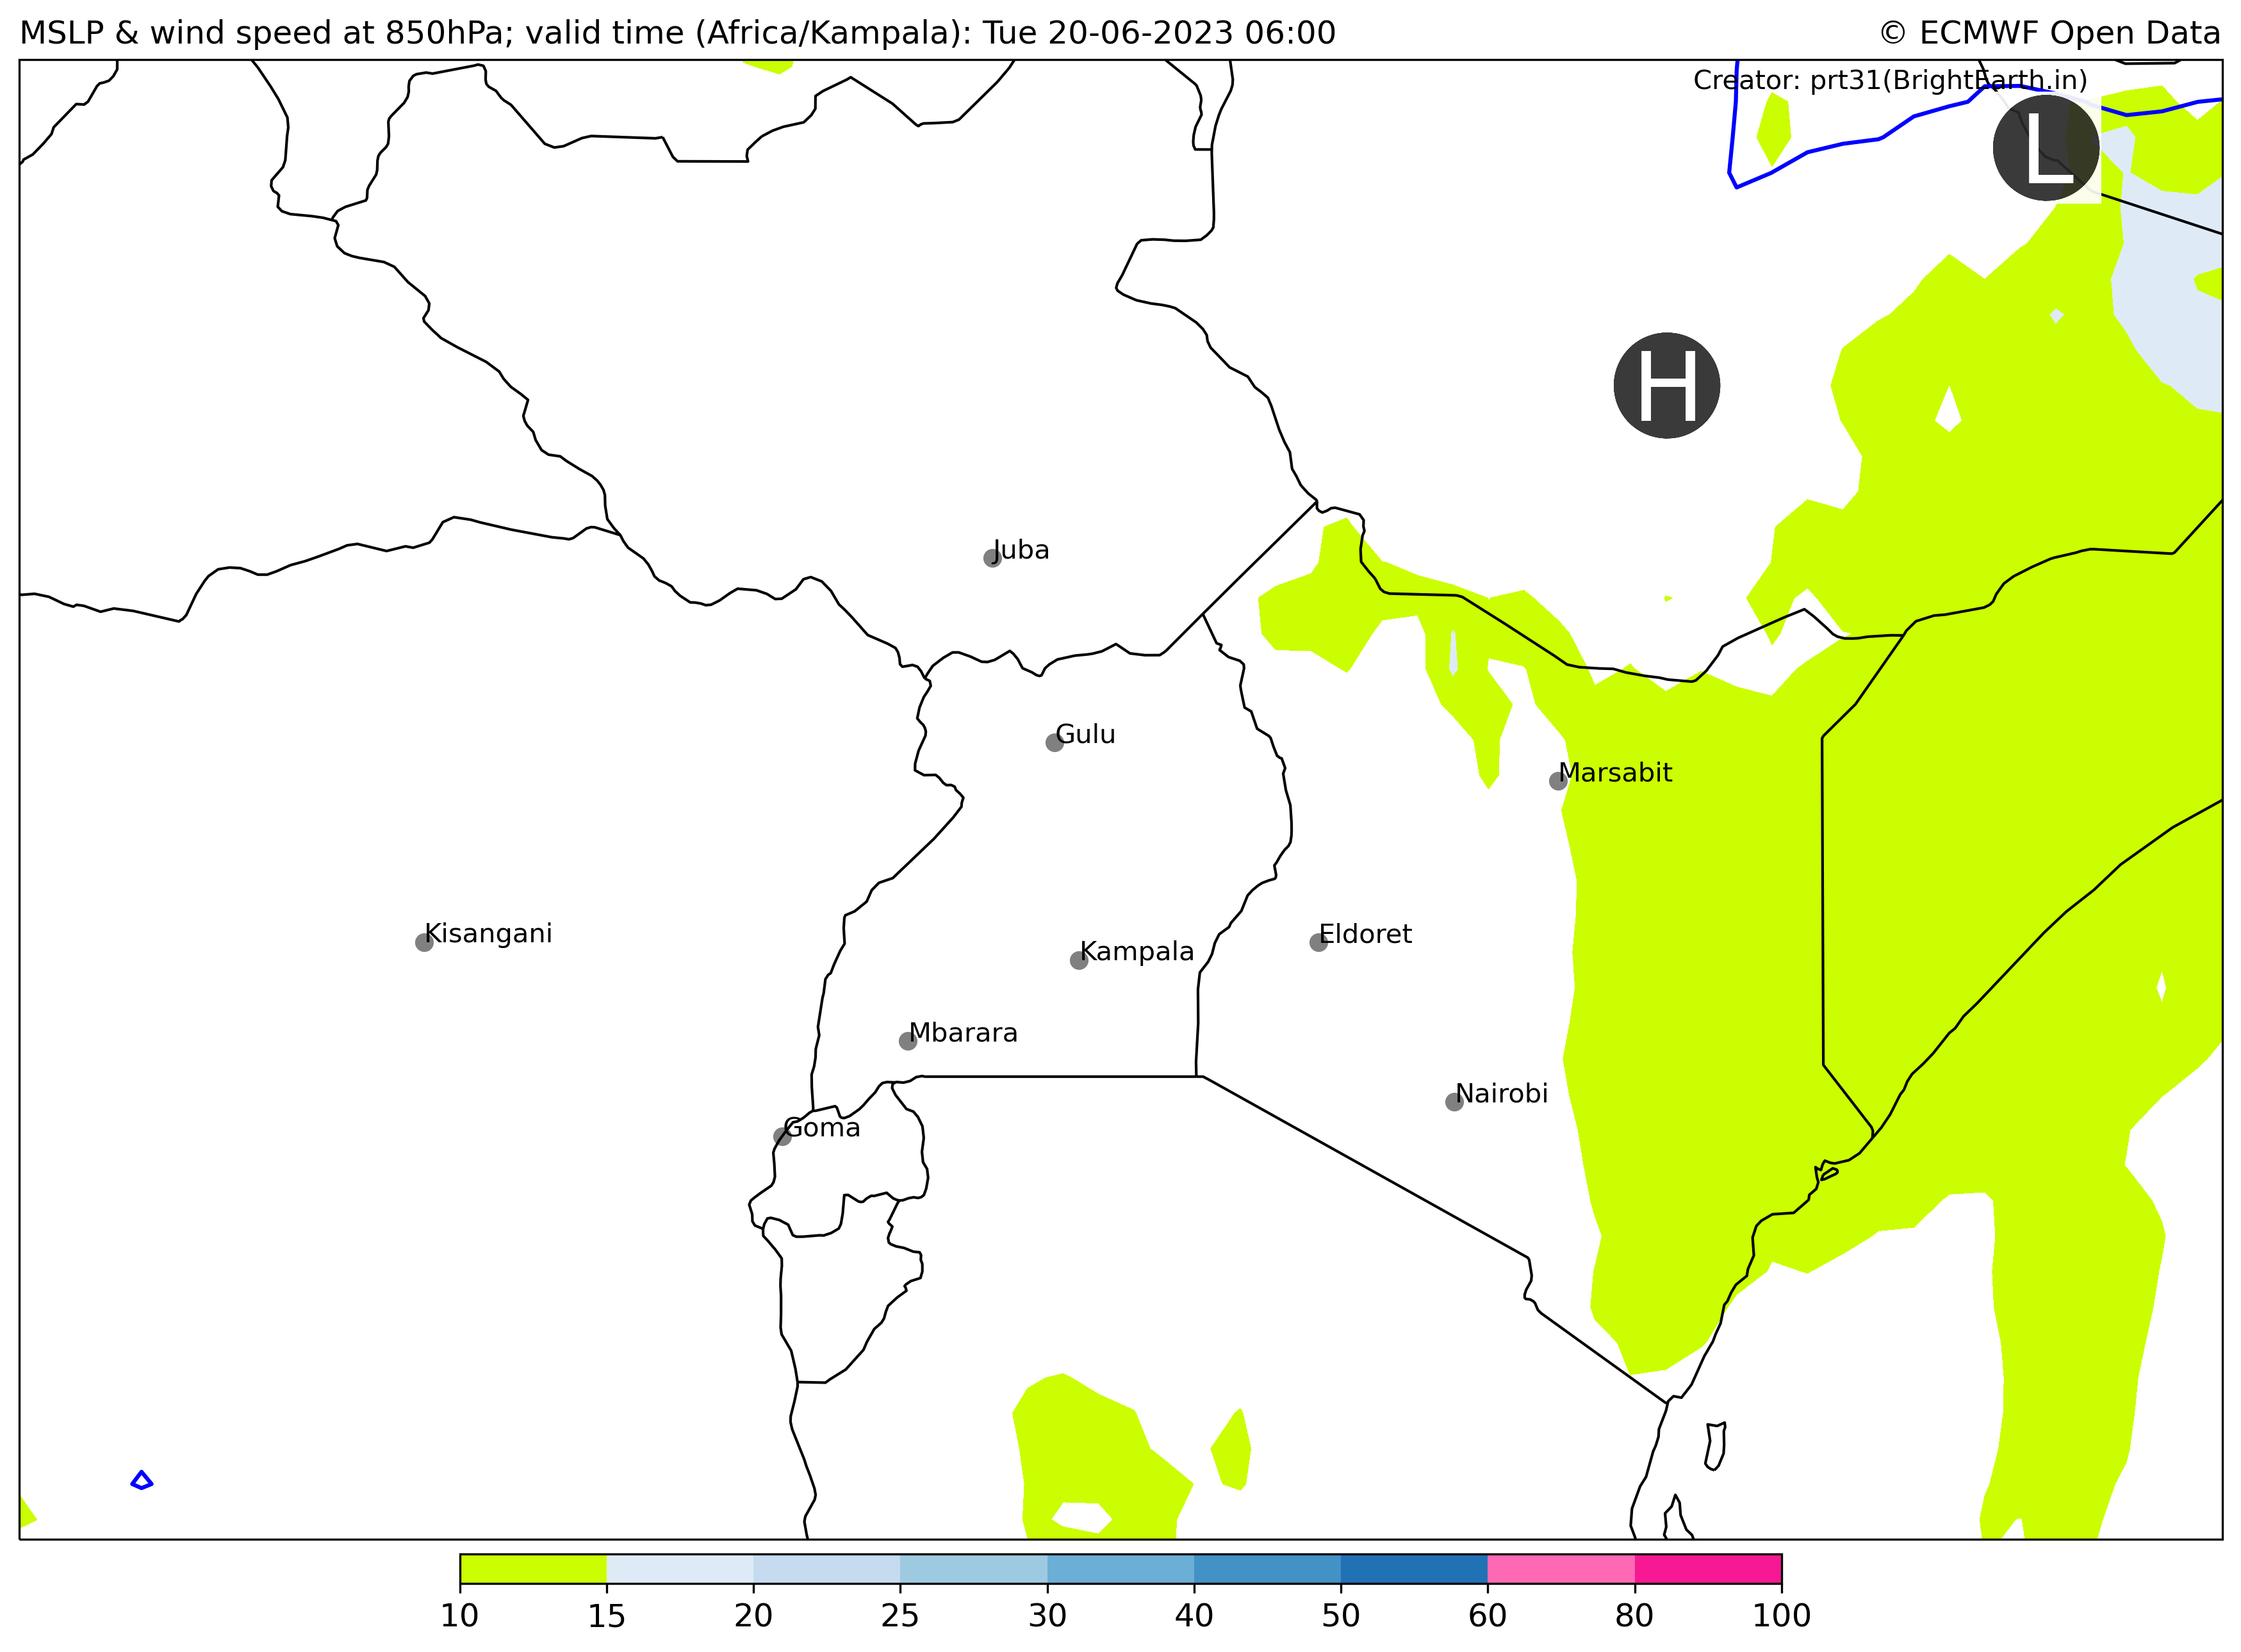 MSLP & wind speed at 850hPa; valid time (Africa/Kampala): Tue 20-06-2023 06:00
© ECMWF Open Data
Creator: prt31(BrightEarth.in)
L
H
Juba
Gulu
Marsabit
Kisangani
Eldoret
Kampala
Mbarara
Nairobi
Goma
10 15 20 25 30 40 50 60 80 100